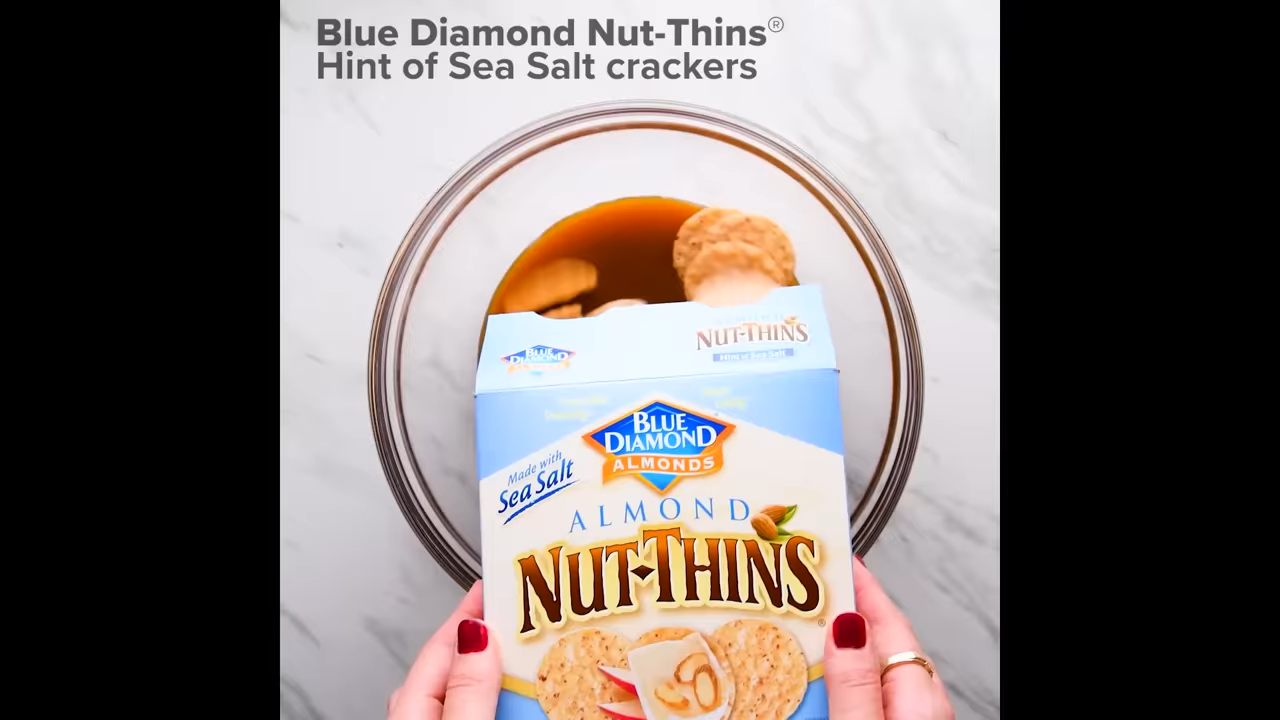 Blue Diamond Nut-Thins®
Hint of Sea Salt crackers
NUT-THINS
Hint of Sea Salt
BLUE
DIAMOND
BLUE
DIAMOND
ALMONDS
Made with
Sea Salt
ALMOND
NUT-THINS®